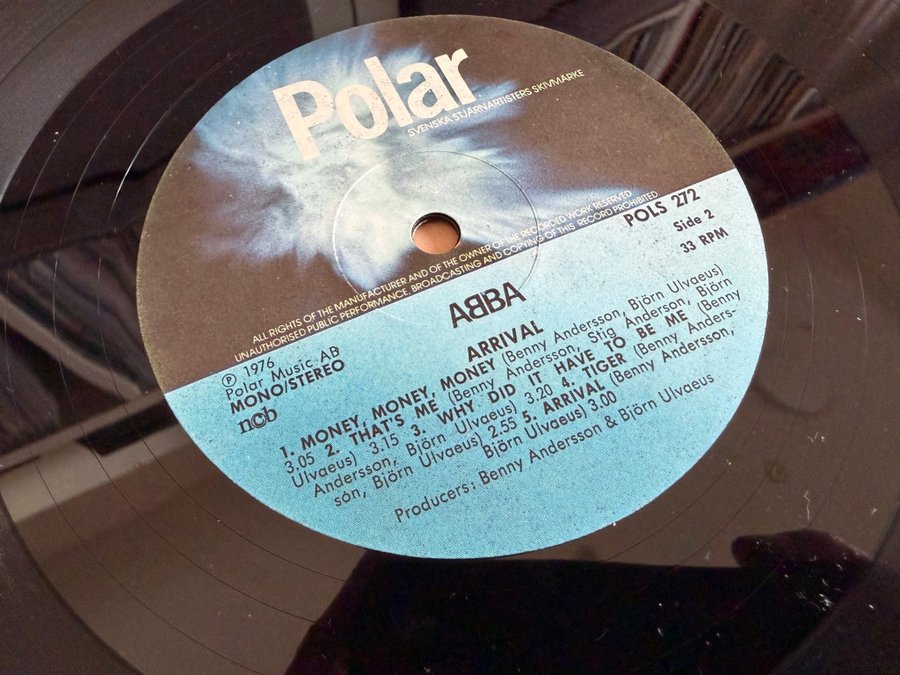 Polar
SVENSKA STJÄRNARTISTERS SKIVMÄRKE
ALL RIGHTS OF THE MANUFACTURER AND OF THE OWNER OF THE RECORDED WORK RESERVED
UNAUTHORISED PUBLIC PERFORMANCE, BROADCASTING AND COPYING OF THIS RECORD PROHIBITED
℗ 1976
Polar Music AB
MONO/STEREO
ncb
POLS 272
Side 2
33 RPM
ABBA
ARRIVAL
1. MONEY, MONEY, MONEY (Benny Andersson, Björn Ulvaeus)
3.05 2. THAT'S ME (Benny Andersson, Stig Anderson, Björn
Ulvaeus) 3.15 3. WHY DID IT HAVE TO BE ME (Benny
Andersson, Björn Ulvaeus) 3.20 4. TIGER (Benny Anders-
són, Björn Ulvaeus) 2.55 5. ARRIVAL (Benny Andersson,
Björn Ulvaeus) 3.00
Producers: Benny Andersson & Björn Ulvaeus